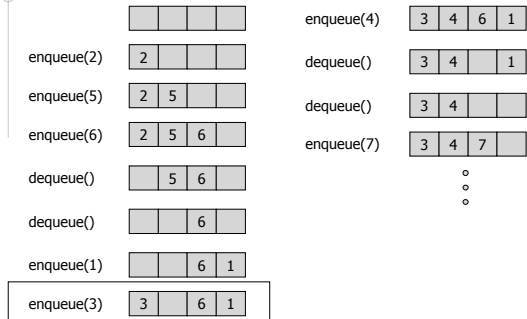 enqueue(2) 2
enqueue(5) 2 5
enqueue(6) 2 5 6
dequeue() 5 6
dequeue() 6
enqueue(1) 6 1
enqueue(3) 3 6 1
enqueue(4) 3 4 6 1
dequeue() 3 4 1
dequeue() 3 4
enqueue(7) 3 4 7